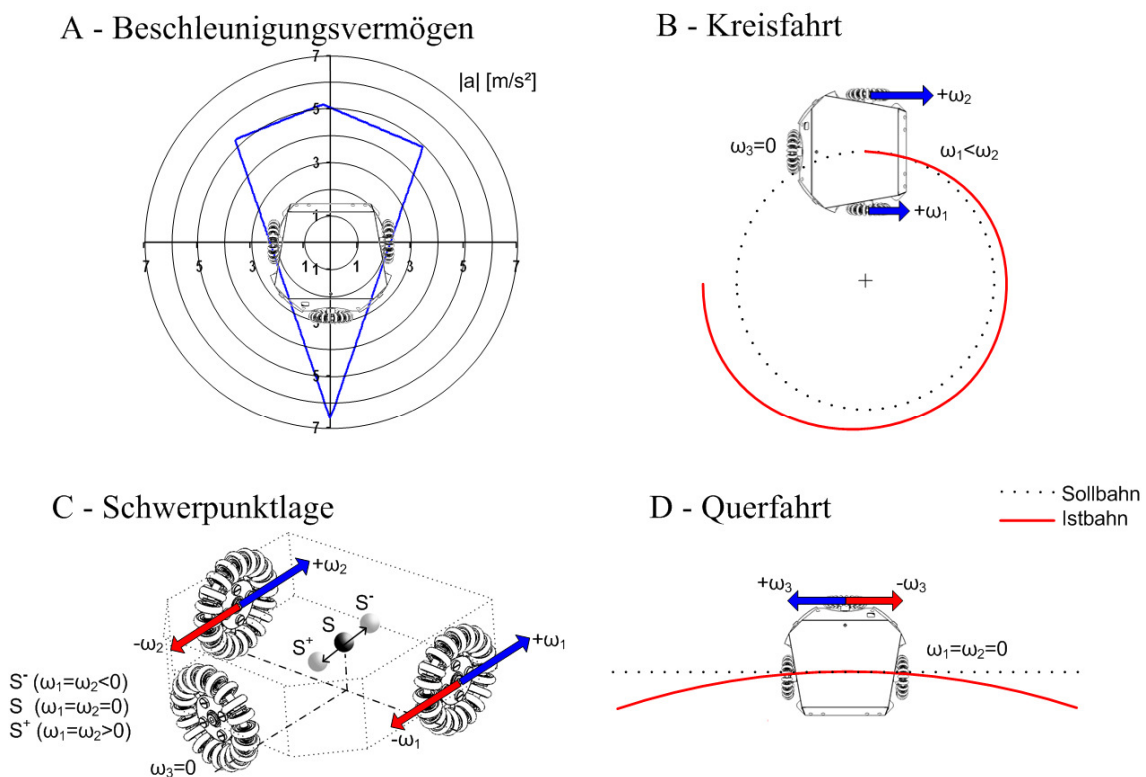 A - Beschleunigungsvermögen
7
|a| [m/s²]
5
3
1
7 5 3 1 1 3 5 7
1
3
5
7
B - Kreisfahrt
+ω₂
ω₃=0
ω₁<ω₂
+ω₁
C - Schwerpunktlage
+ω₂
S⁻
S
S⁺
+ω₁
-ω₂
S⁻ (ω₁=ω₂<0)
S (ω₁=ω₂=0)
S⁺ (ω₁=ω₂>0)
-ω₁
ω₃=0
D - Querfahrt
Sollbahn
Istbahn
+ω₃
-ω₃
ω₁=ω₂=0